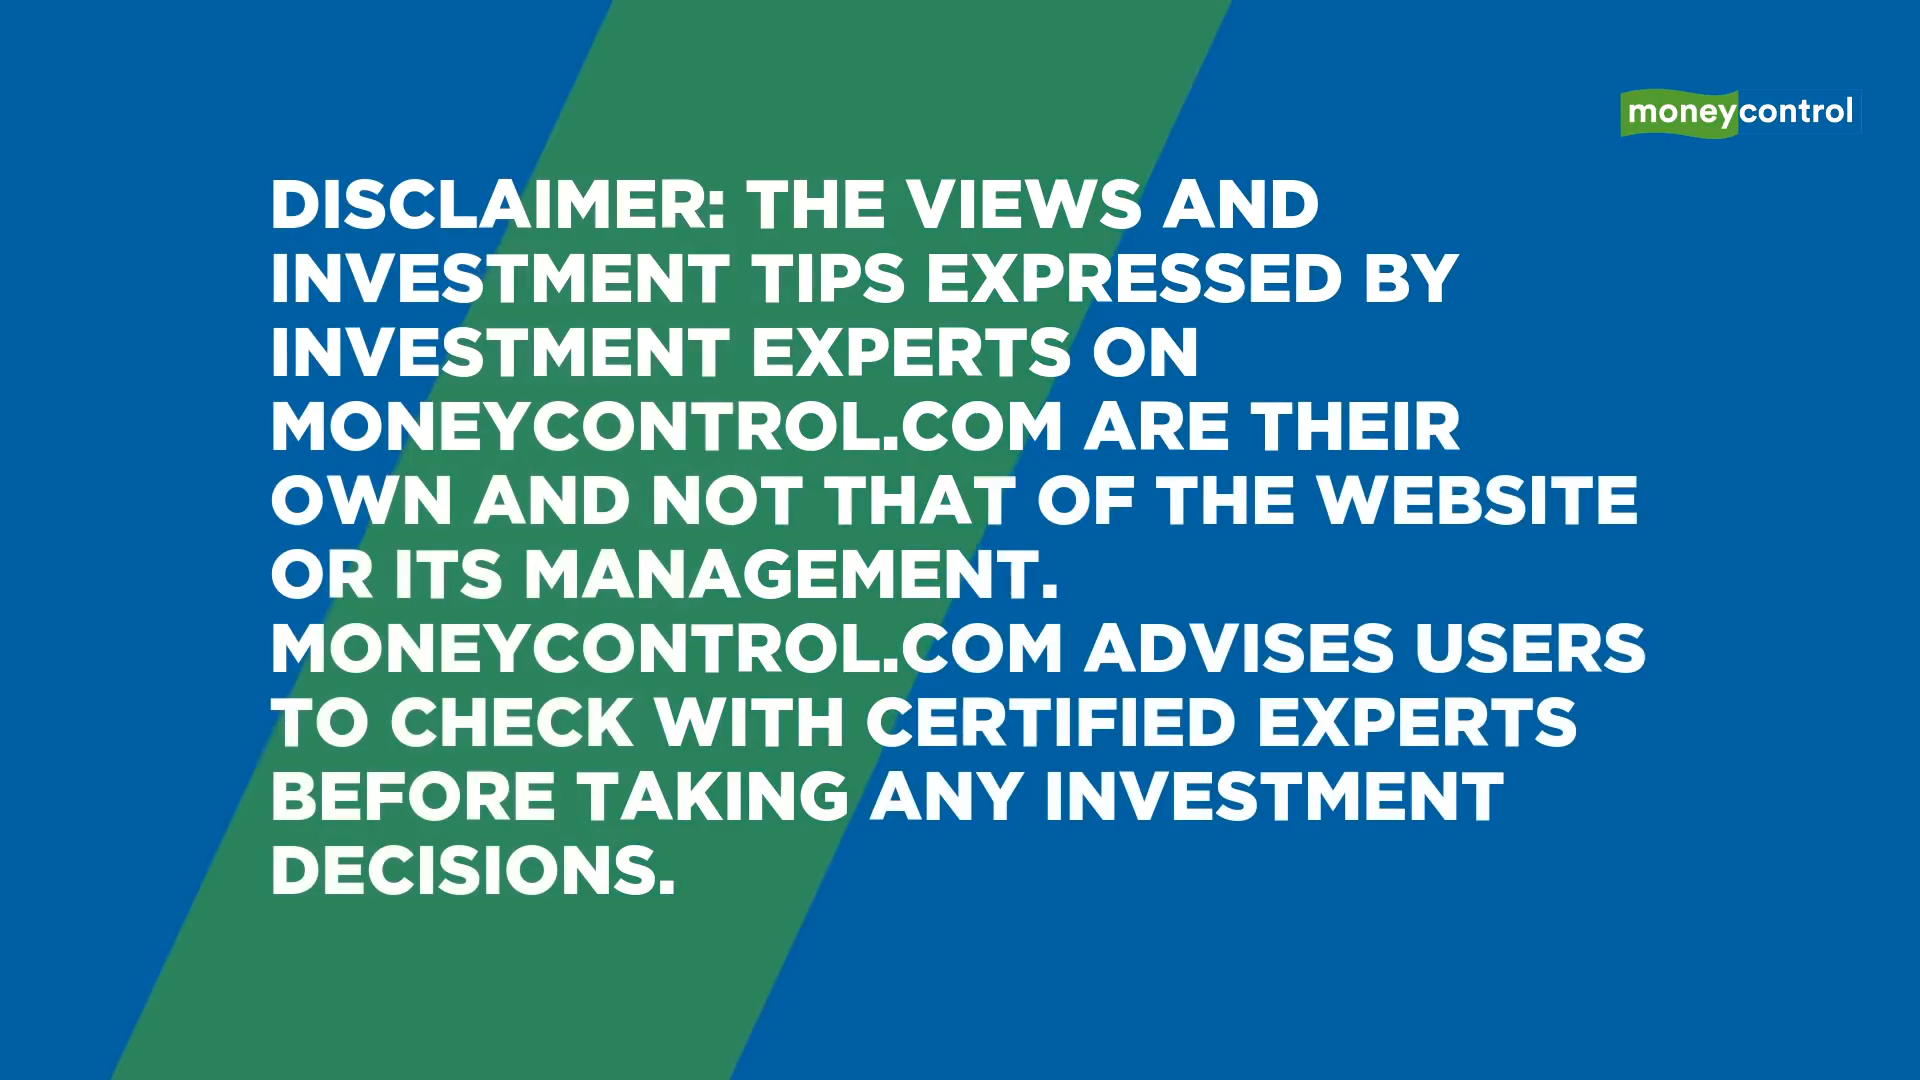 moneycontrol
DISCLAIMER: THE VIEWS AND
INVESTMENT TIPS EXPRESSED BY
INVESTMENT EXPERTS ON
MONEYCONTROL.COM ARE THEIR
OWN AND NOT THAT OF THE WEBSITE
OR ITS MANAGEMENT.
MONEYCONTROL.COM ADVISES USERS
TO CHECK WITH CERTIFIED EXPERTS
BEFORE TAKING ANY INVESTMENT
DECISIONS.